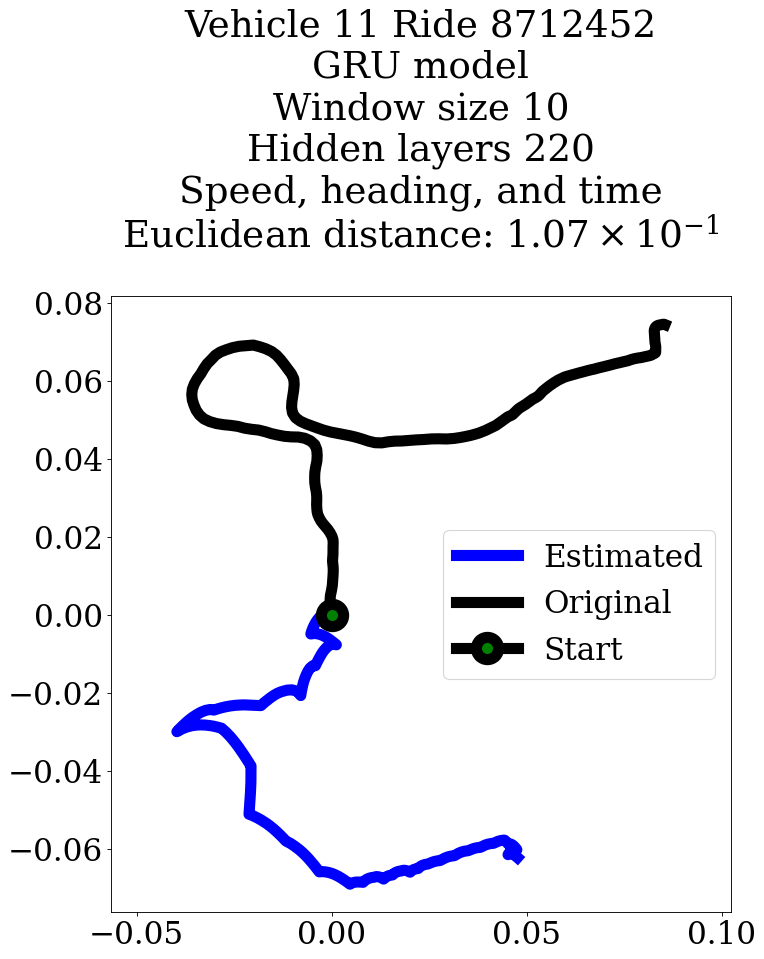 Vehicle 11 Ride 8712452
GRU model
Window size 10
Hidden layers 220
Speed, heading, and time
Euclidean distance: 1.07 × 10⁻¹
0.08
0.06
0.04
0.02
0.00
−0.02
−0.04
−0.06
Estimated
Original
Start
−0.05 0.00 0.05 0.10